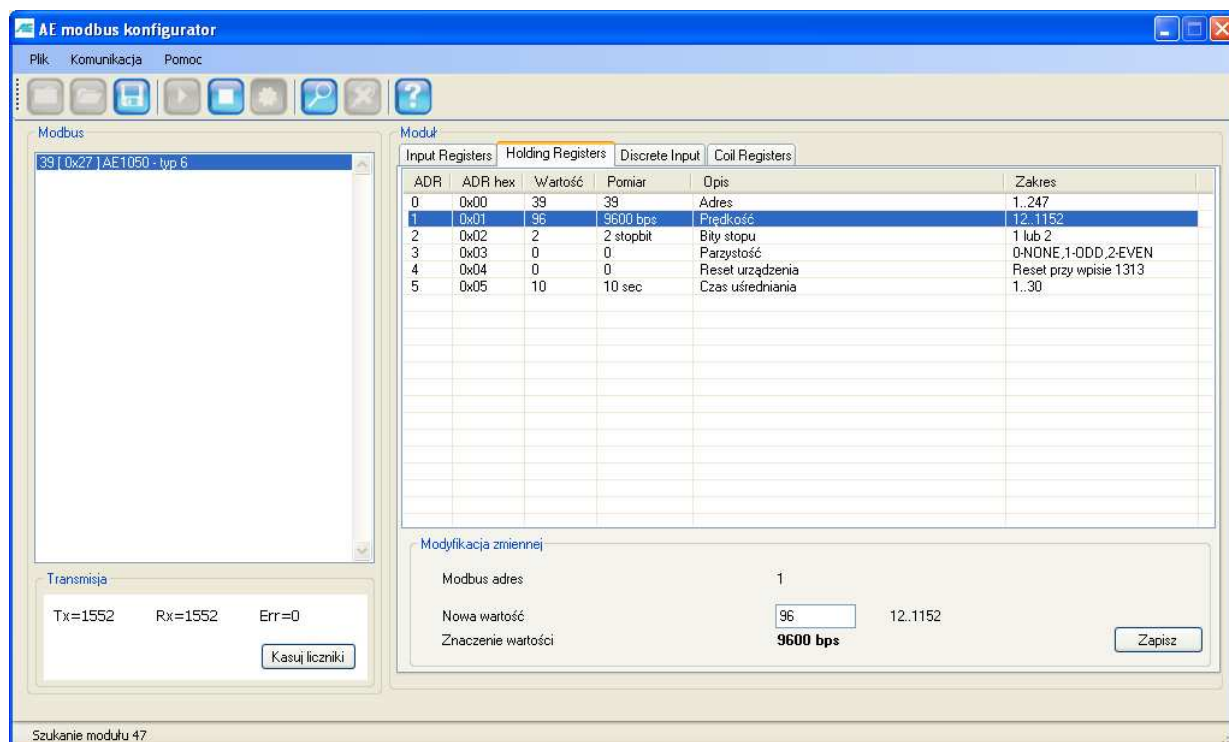 AE modbus konfigurator
Plik Komunikacja Pomoc
Modbus
39 [ 0x27 ] AE1050 - typ 6
Transmisja
Tx=1552 Rx=1552 Err=0
Kasuj liczniki
Moduł
Input Registers Holding Registers Discrete Input Coil Registers
ADR ADR hex Wartość Pomiar Opis Zakres
0 0x00 39 39 Adres 1..247
1 0x01 96 9600 bps Prędkość 12..1152
2 0x02 2 2 stopbit Bity stopu 1 lub 2
3 0x03 0 0 Parzystość 0-NONE,1-ODD,2-EVEN
4 0x04 0 0 Reset urządzenia Reset przy wpisie 1313
5 0x05 10 10 sec Czas uśredniania 1..30
Modyfikacja zmiennej
Modbus adres 1
Nowa wartość 96 12..1152
Znaczenie wartości 9600 bps
Zapisz
Szukanie modułu 47